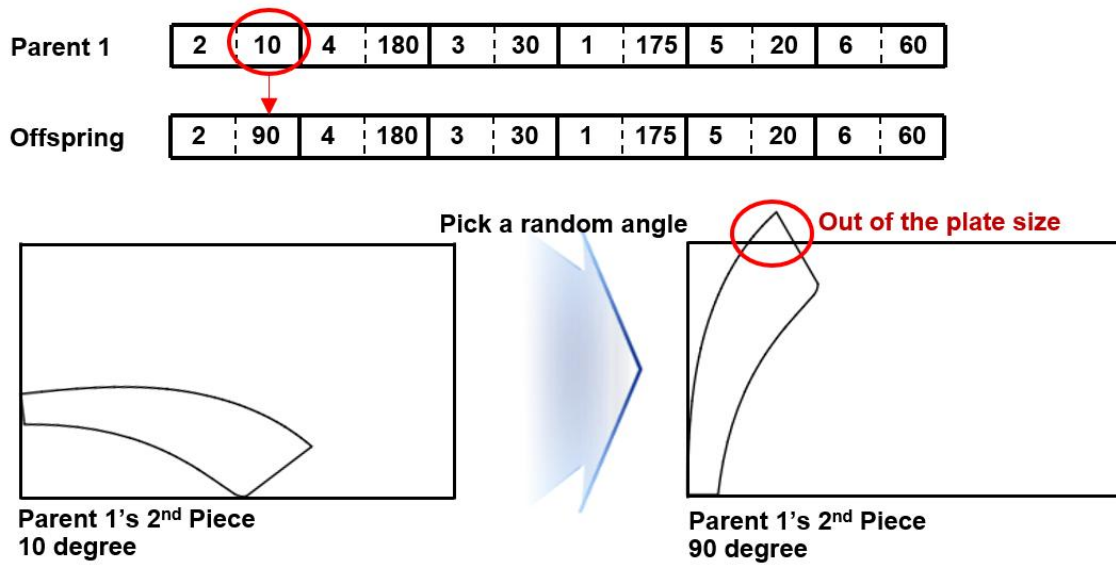 Parent 1 2 10 4 180 3 30 1 175 5 20 6 60
Offspring 2 90 4 180 3 30 1 175 5 20 6 60
Pick a random angle
Out of the plate size
Parent 1's 2nd Piece
10 degree
Parent 1's 2nd Piece
90 degree